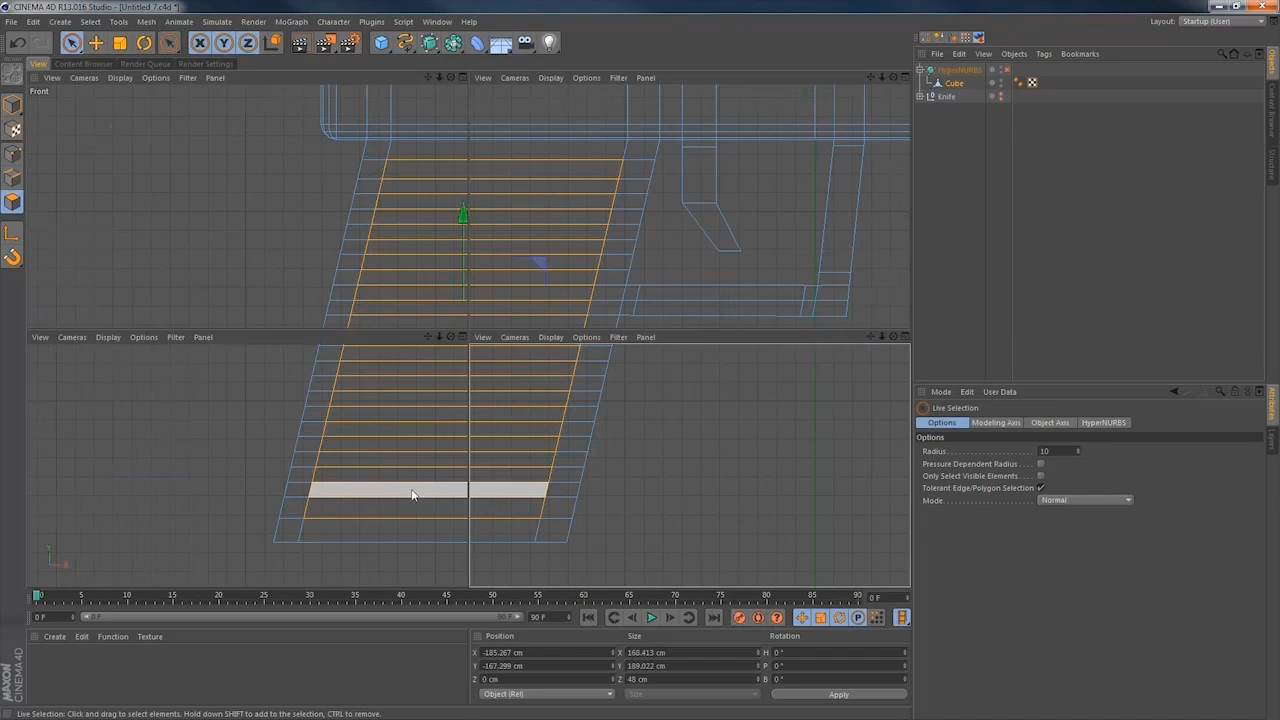 CINEMA 4D R13.016 Studio - [Untitled 7.c4d *]
File Edit Create Select Tools Mesh Animate Simulate Render MoGraph Character Plugins Script Window Help
Layout: Startup (User)
View Content Browser Render Queue Render Settings
File Edit View Objects Tags Bookmarks
HyperNURBS
Cube
Knife
View Cameras Display Options Filter Panel
View Cameras Display Options Filter Panel
Front
View Cameras Display Options Filter Panel
View Cameras Display Options Filter Panel
Objects
Content Browser
Structure
Mode Edit User Data
Live Selection
Options Modeling Axis Object Axis HyperNURBS
Options
Radius 10
Pressure Dependent Radius
Only Select Visible Elements
Tolerant Edge/Polygon Selection
Mode Normal
Attributes
Layers
Y
0 5 10 15 20 25 30 35 40 45 50 55 60 65 70 75 80 85 90 0 F
0 F 0 F 90 F 90 F
Create Edit Function Texture
Position Size Rotation
X -185.267 cm X 168.413 cm H 0 °
Y -167.299 cm Y 189.022 cm P 0 °
Z 0 cm Z 48 cm B 0 °
Object (Rel) Size Apply
MAXON CINEMA 4D
Live Selection: Click and drag to select elements. Hold down SHIFT to add to the selection, CTRL to remove.